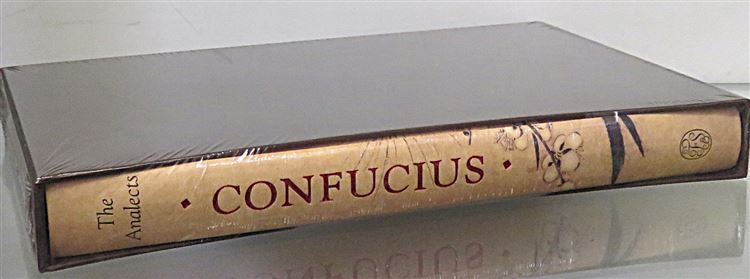 The
Analects
CONFUCIUS